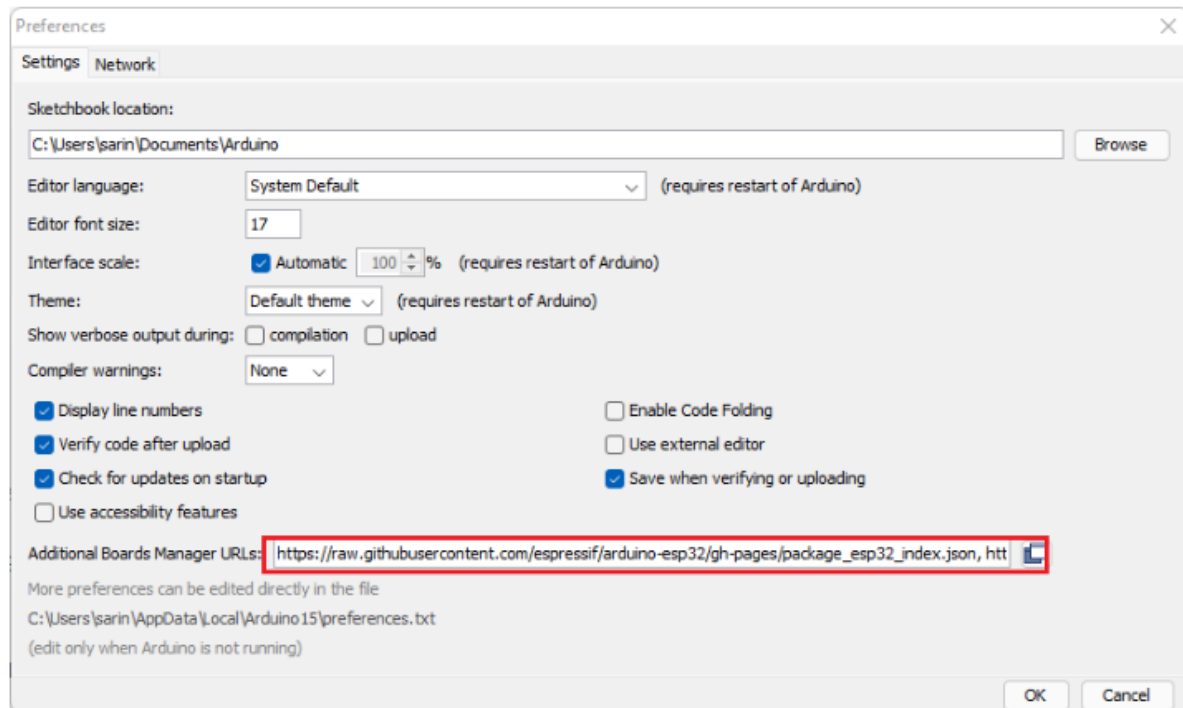 Preferences
Settings Network
Sketchbook location:
C:\Users\sarin\Documents\Arduino Browse
Editor language: System Default (requires restart of Arduino)
Editor font size: 17
Interface scale: Automatic 100 % (requires restart of Arduino)
Theme: Default theme (requires restart of Arduino)
Show verbose output during: compilation upload
Compiler warnings: None
Display line numbers Enable Code Folding
Verify code after upload Use external editor
Check for updates on startup Save when verifying or uploading
Use accessibility features
Additional Boards Manager URLs: https://raw.githubusercontent.com/espressif/arduino-esp32/gh-pages/package_esp32_index.json, htt
More preferences can be edited directly in the file
C:\Users\sarin\AppData\Local\Arduino15\preferences.txt
(edit only when Arduino is not running)
OK Cancel